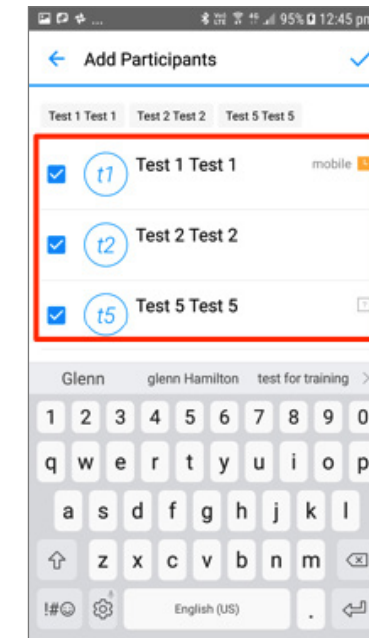 ... 95% 12:45 pm
Add Participants
Test 1 Test 1 Test 2 Test 2 Test 5 Test 5
t1 Test 1 Test 1 mobile
t2 Test 2 Test 2
t5 Test 5 Test 5
Glenn glenn Hamilton test for training
1 2 3 4 5 6 7 8 9 0
q w e r t y u i o p
a s d f g h j k l
z x c v b n m
!#☺ English (US) .